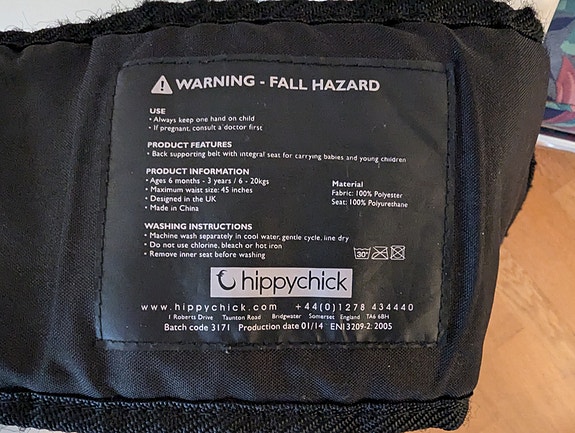 WARNING - FALL HAZARD
USE
• Always keep one hand on child
• If pregnant, consult a doctor first
PRODUCT FEATURES
• Back supporting belt with integral seat for carrying babies and young children
PRODUCT INFORMATION
• Ages 6 months - 3 years / 6 - 20kgs
• Maximum waist size: 45 inches
• Designed in the UK
• Made in China
Material
Fabric: 100% Polyester
Seat: 100% Polyurethane
WASHING INSTRUCTIONS
• Machine wash separately in cool water, gentle cycle, line dry
• Do not use chlorine, bleach or hot iron
• Remove inner seat before washing
30°
hippychick
www.hippychick.com +44(0)1278 434440
1 Roberts Drive Taunton Road Bridgwater Somerset England TA6 6BH
Batch code 3171 Production date 01/14 EN13209-2: 2005